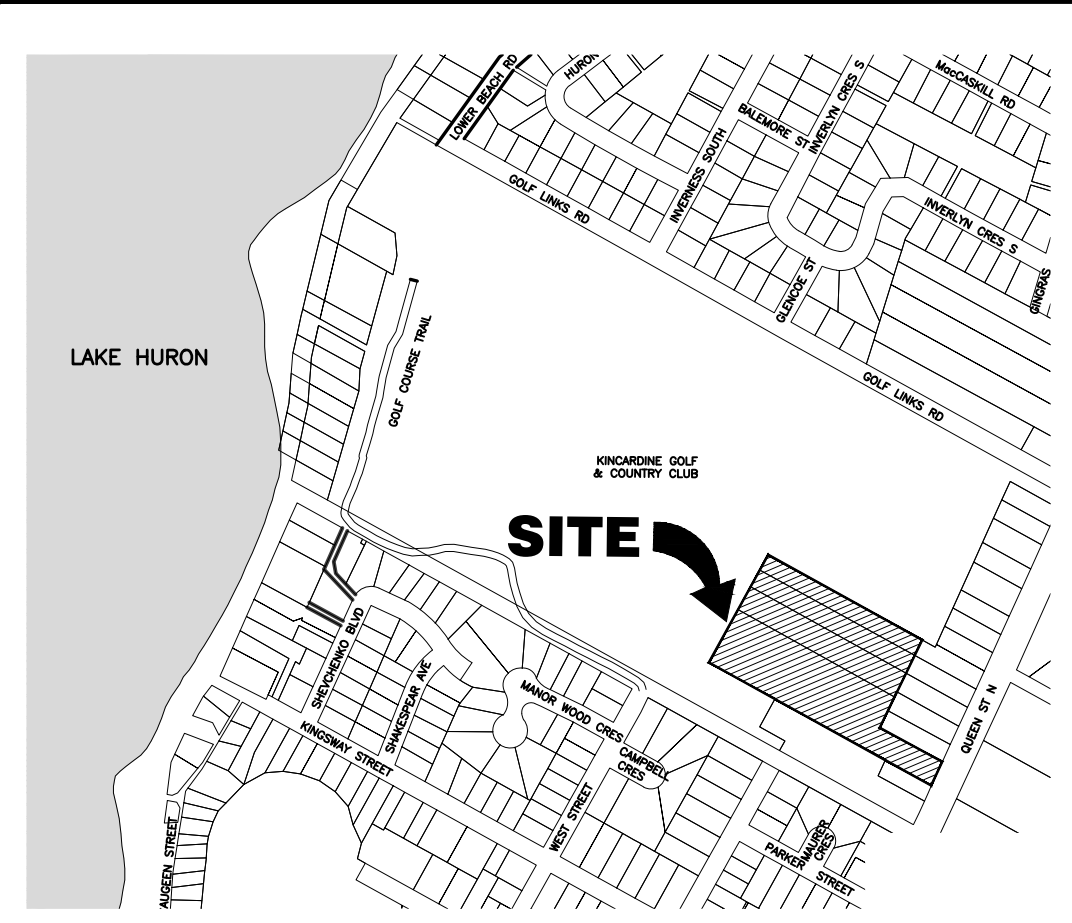 LOWER BEACH RD
HURON
MacCASKILL RD
BALEMORE ST
INVERLYN CRES S
INVERNESS SOUTH
GOLF LINKS RD
INVERLYN CRES S
GLENCOE ST
GINGRAS
LAKE HURON
GOLF COURSE TRAIL
GOLF LINKS RD
KINCARDINE GOLF
& COUNTRY CLUB
SITE
SHEVCHENKO BLVD
SHAKESPEAR AVE
MANOR WOOD CRES
QUEEN ST N
KINGSWAY STREET
CAMPBELL
CRES
WEST STREET
MAURER
CRES
PARKER STREET
AUGEEN STREET